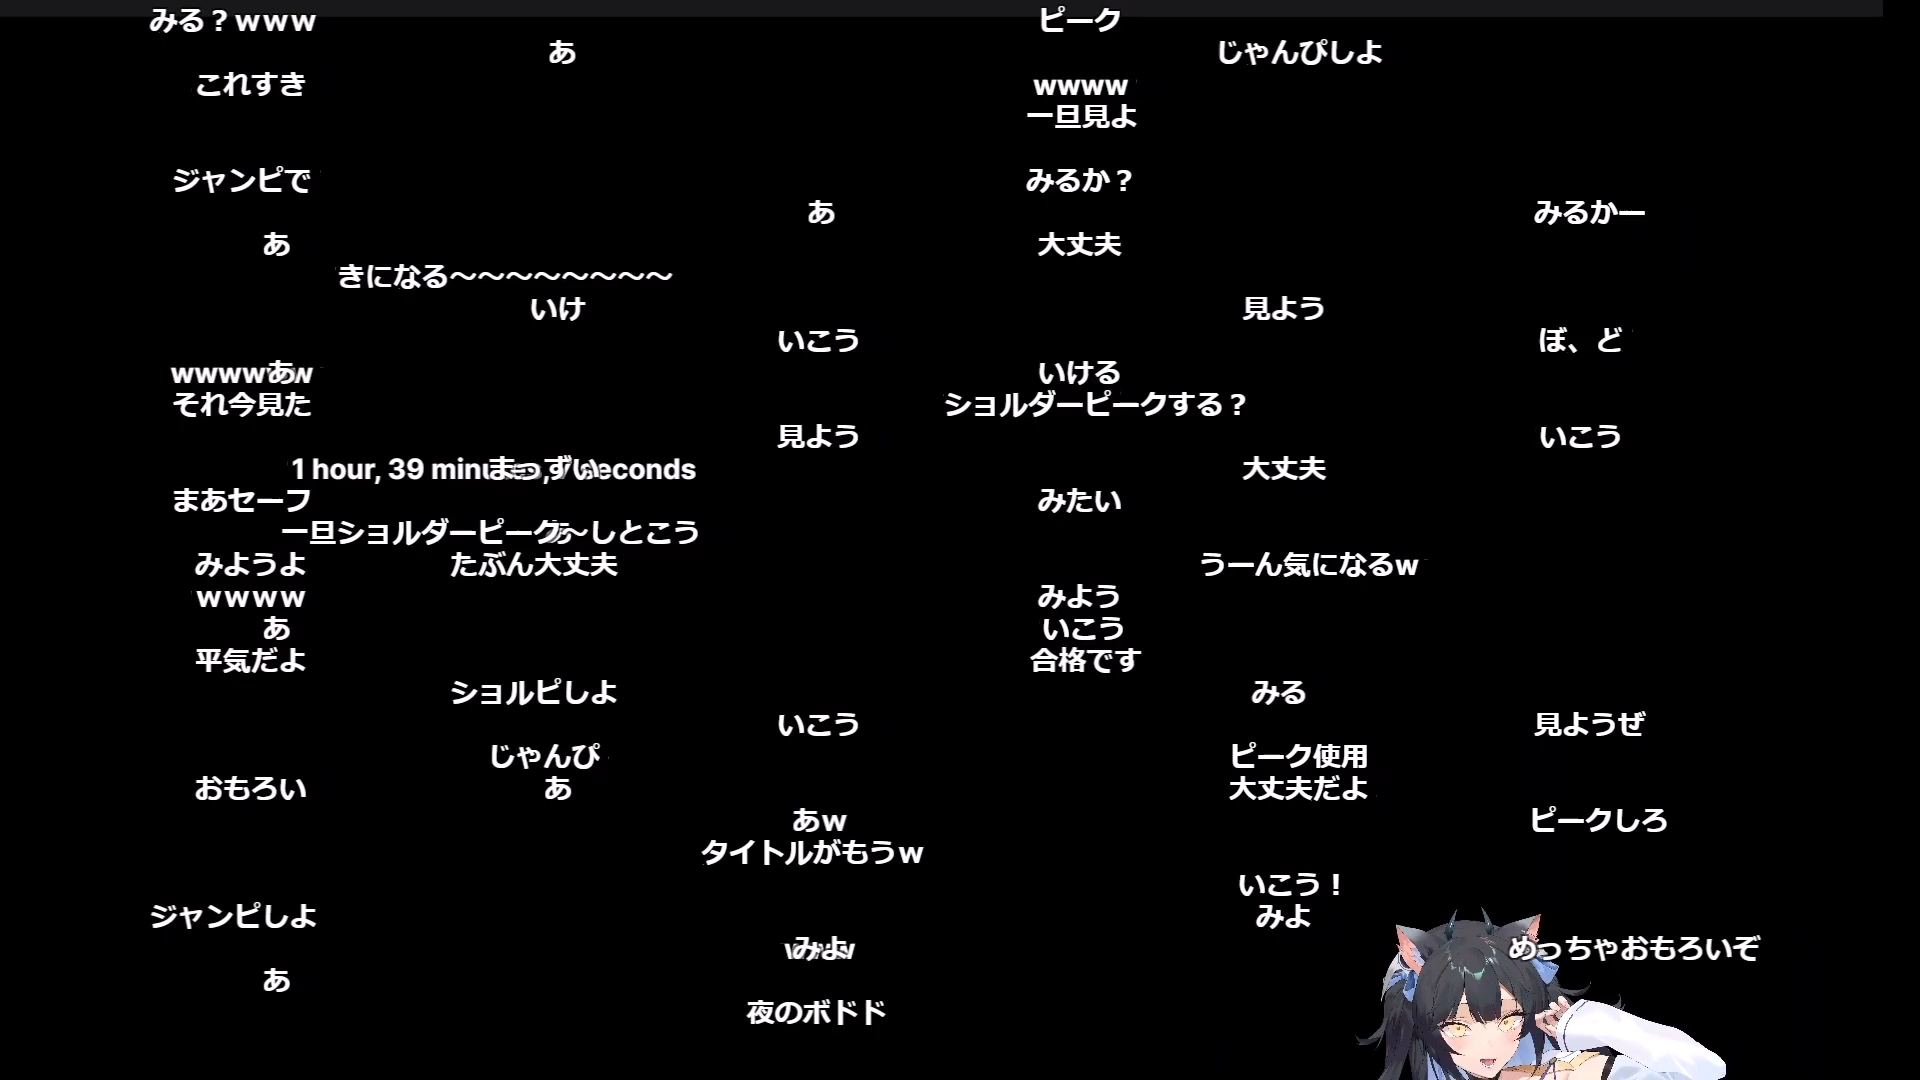 みる？www
ピーク
あ
じゃんぴしよ
これすき
wwww
一旦見よ
ジャンピで
みるか？
あ
みるかー
あ
大丈夫
きになる～～～～～～～～
いけ
見よう
いこう
ぼ、ど
あ
いける
それ今見た
ショルダーピークする？
見よう
いこう
1 hour, 39
まっずい
大丈夫
まあセーフ
みたい
一旦ショルダーピーク～しとこう
みようよ
たぶん大丈夫
うーん気になるw
wwww
みよう
あ
いこう
平気だよ
合格です
ショルピしよ
みる
いこう
見ようぜ
じゃんぴ
ピーク使用
おもろい
あ
大丈夫だよ
あw
ピークしろ
タイトルがもうw
いこう！
ジャンピしよ
みよ
みよ
めっちゃおもろいぞ
あ
夜のボドド